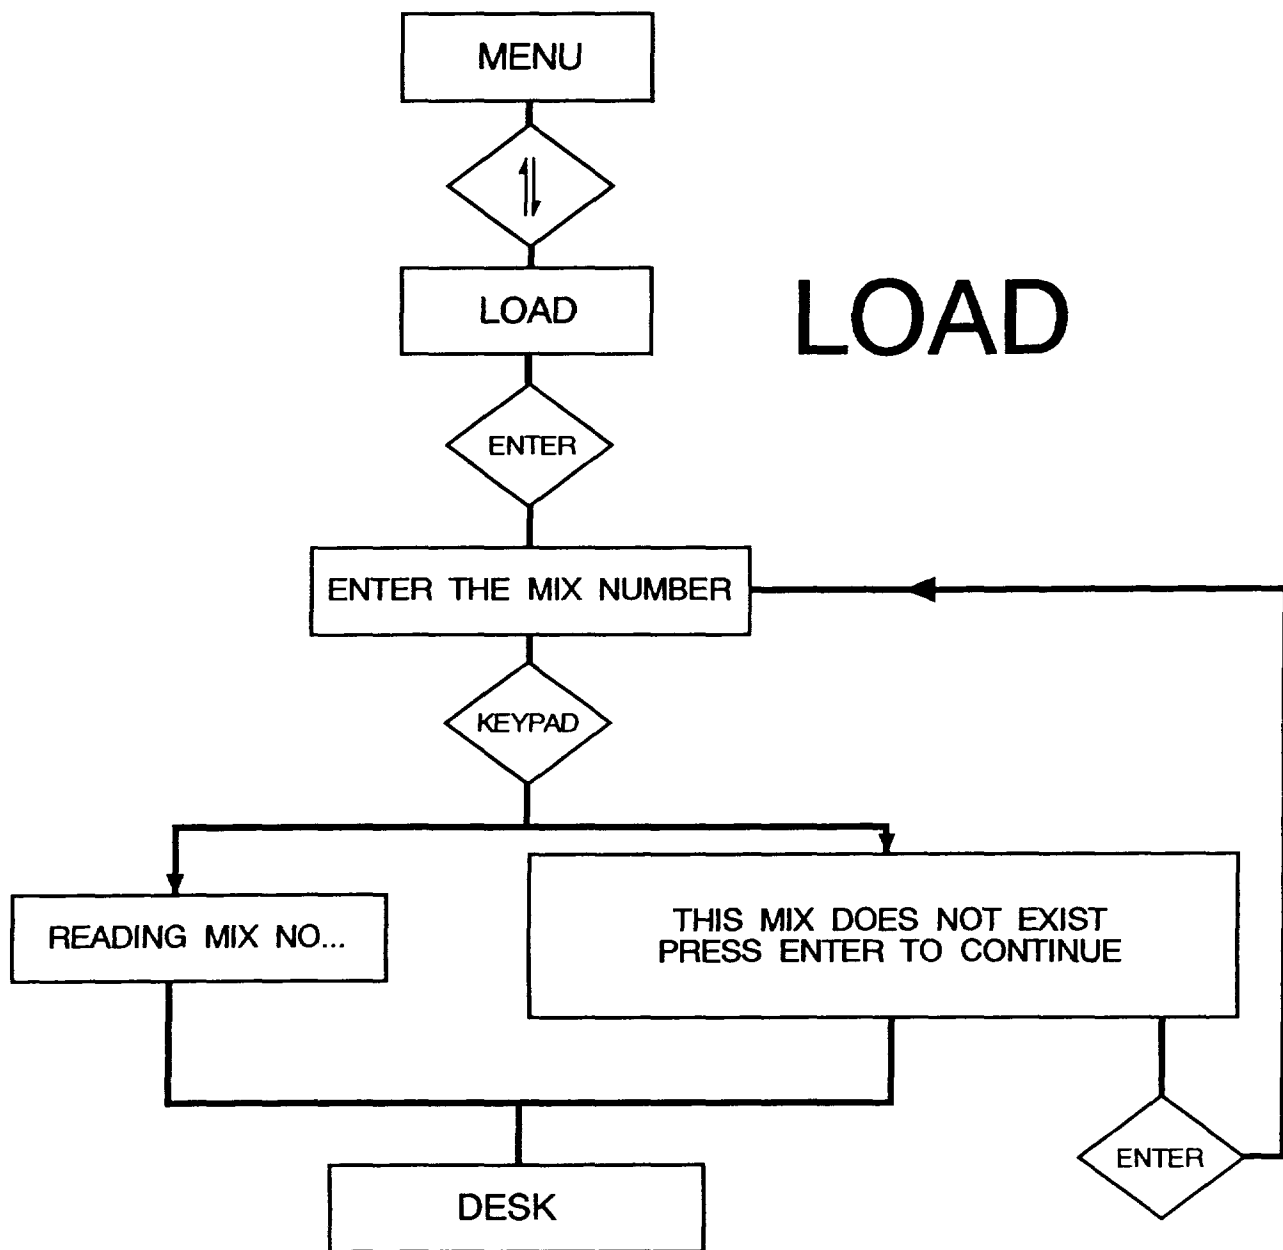 MENU
LOAD
LOAD
ENTER
ENTER THE MIX NUMBER
KEYPAD
READING MIX NO...
THIS MIX DOES NOT EXIST
PRESS ENTER TO CONTINUE
ENTER
DESK